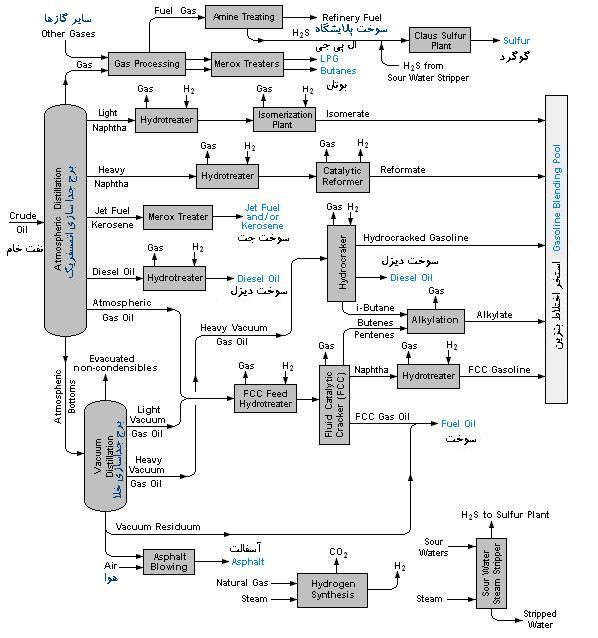 سایر گازها
Other Gases
Fuel Gas
Amine Treating
Refinery Fuel
سوخت پلایشگاه
H₂S
ال پی جی
Claus Sulfur
Plant
Sulfur
گوگرد
Gas
Gas Processing
Merox Treaters
LPG
Butanes
بوتان
H₂S from
Sour Water Stripper
Light
Naphtha
Gas
H₂
Hydrotreater
Gas
H₂
Isomerization
Plant
Isomerate
Heavy
Naphtha
Gas
H₂
Hydrotreater
Gas
H₂
Catalytic
Reformer
Reformate
Crude
Oil
نفت خام
Atmospheric Distillation
برج جداسازی اتمسفریک
Jet Fuel
Kerosene
Merox Treater
Jet Fuel
and/or
Kerosene
سوخت جت
Gas
H₂
Hydrocraker
Hydrocracked Gasoline
Diesel Oil
سوخت دیزل
Diesel Oil
Gas
H₂
Hydrotreater
Diesel Oil
سوخت دیزل
Gasoline Blending Pool
استخر اختلاط بنزین
Atmospheric
Gas Oil
i-Butane
Butenes
Pentenes
Gas
Alkylation
Alkylate
Heavy Vacuum
Gas Oil
Atmospheric
Bottoms
Evacuated
non-condensibles
Gas
H₂
FCC Feed
Hydrotreater
Gas
Fluid Catalytic
Cracker (FCC)
Naphtha
Gas
H₂
Hydrotreater
FCC Gasoline
FCC Gas Oil
Fuel Oil
سوخت
Vacuum
Distillation
برج جداسازی خلا
Light
Vacuum
Gas Oil
Heavy
Vacuum
Gas Oil
Vacuum Residuum
Air
هوا
Asphalt
Blowing
آسفالت
Asphalt
CO₂
Natural Gas
Steam
Hydrogen
Synthesis
H₂
H₂S to Sulfur Plant
Sour
Waters
Sour Water
Steam Stripper
Steam
Stripped
Water